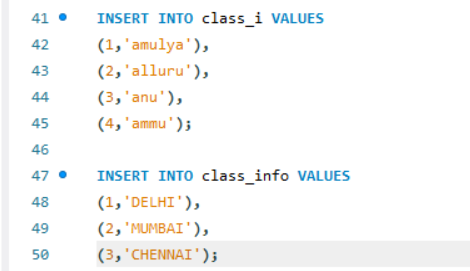 41 INSERT INTO class_i VALUES
42 (1,'amulya'),
43 (2,'alluru'),
44 (3,'anu'),
45 (4,'ammu');
46
47 INSERT INTO class_info VALUES
48 (1,'DELHI'),
49 (2,'MUMBAI'),
50 (3,'CHENNAI');